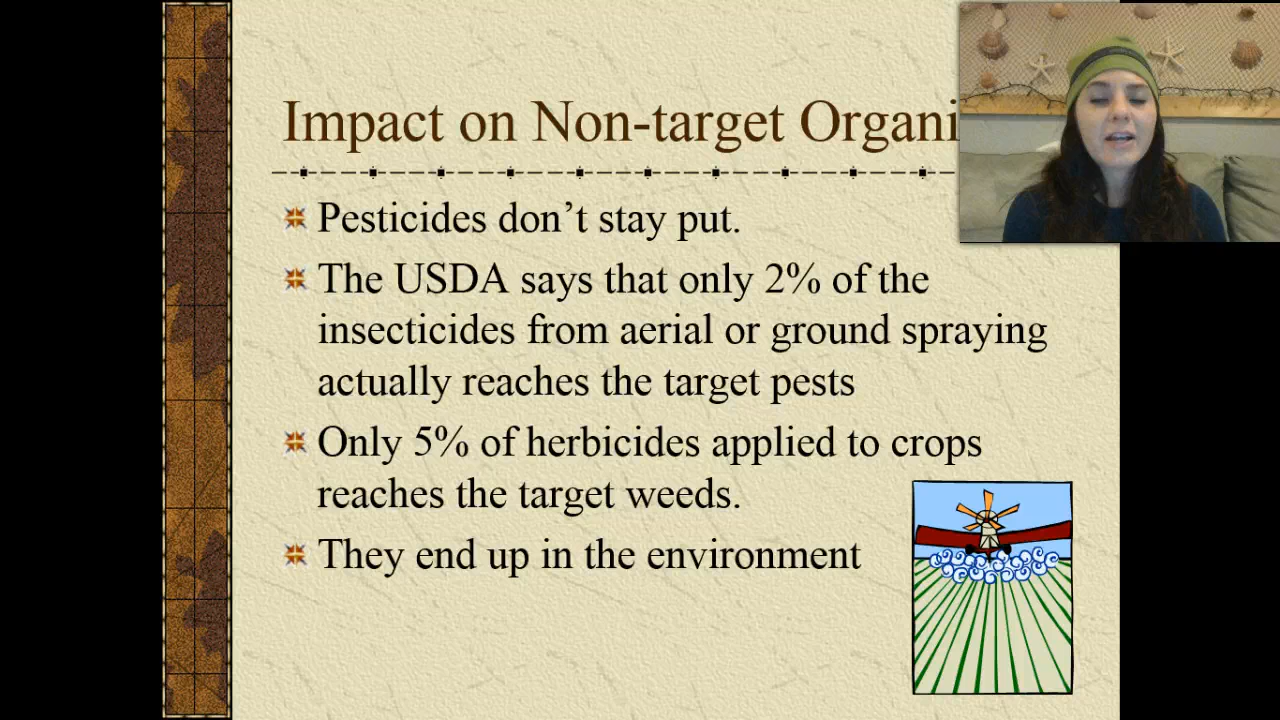 Impact on Non-target Organi
Pesticides don't stay put.
The USDA says that only 2% of the
insecticides from aerial or ground spraying
actually reaches the target pests
Only 5% of herbicides applied to crops
reaches the target weeds.
They end up in the environment